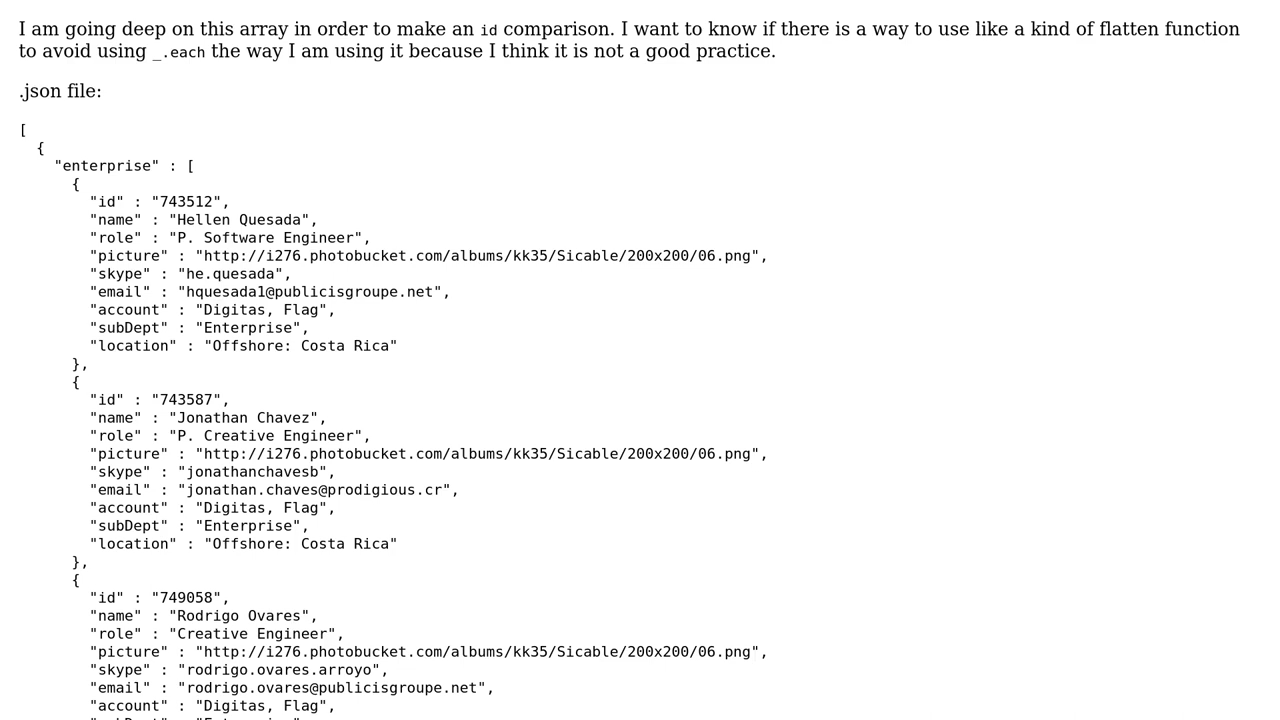 I am going deep on this array in order to make an id comparison. I want to know if there is a way to use like a kind of flatten function
to avoid using _.each the way I am using it because I think it is not a good practice.
.json file:
[
  {
    "enterprise" : [
      {
        "id" : "743512",
        "name" : "Hellen Quesada",
        "role" : "P. Software Engineer",
        "picture" : "http://i276.photobucket.com/albums/kk35/Sicable/200x200/06.png",
        "skype" : "he.quesada",
        "email" : "hquesada1@publicisgroupe.net",
        "account" : "Digitas, Flag",
        "subDept" : "Enterprise",
        "location" : "Offshore: Costa Rica"
      },
      {
        "id" : "743587",
        "name" : "Jonathan Chavez",
        "role" : "P. Creative Engineer",
        "picture" : "http://i276.photobucket.com/albums/kk35/Sicable/200x200/06.png",
        "skype" : "jonathanchavesb",
        "email" : "jonathan.chaves@prodigious.cr",
        "account" : "Digitas, Flag",
        "subDept" : "Enterprise",
        "location" : "Offshore: Costa Rica"
      },
      {
        "id" : "749058",
        "name" : "Rodrigo Ovares",
        "role" : "Creative Engineer",
        "picture" : "http://i276.photobucket.com/albums/kk35/Sicable/200x200/06.png",
        "skype" : "rodrigo.ovares.arroyo",
        "email" : "rodrigo.ovares@publicisgroupe.net",
        "account" : "Digitas, Flag",